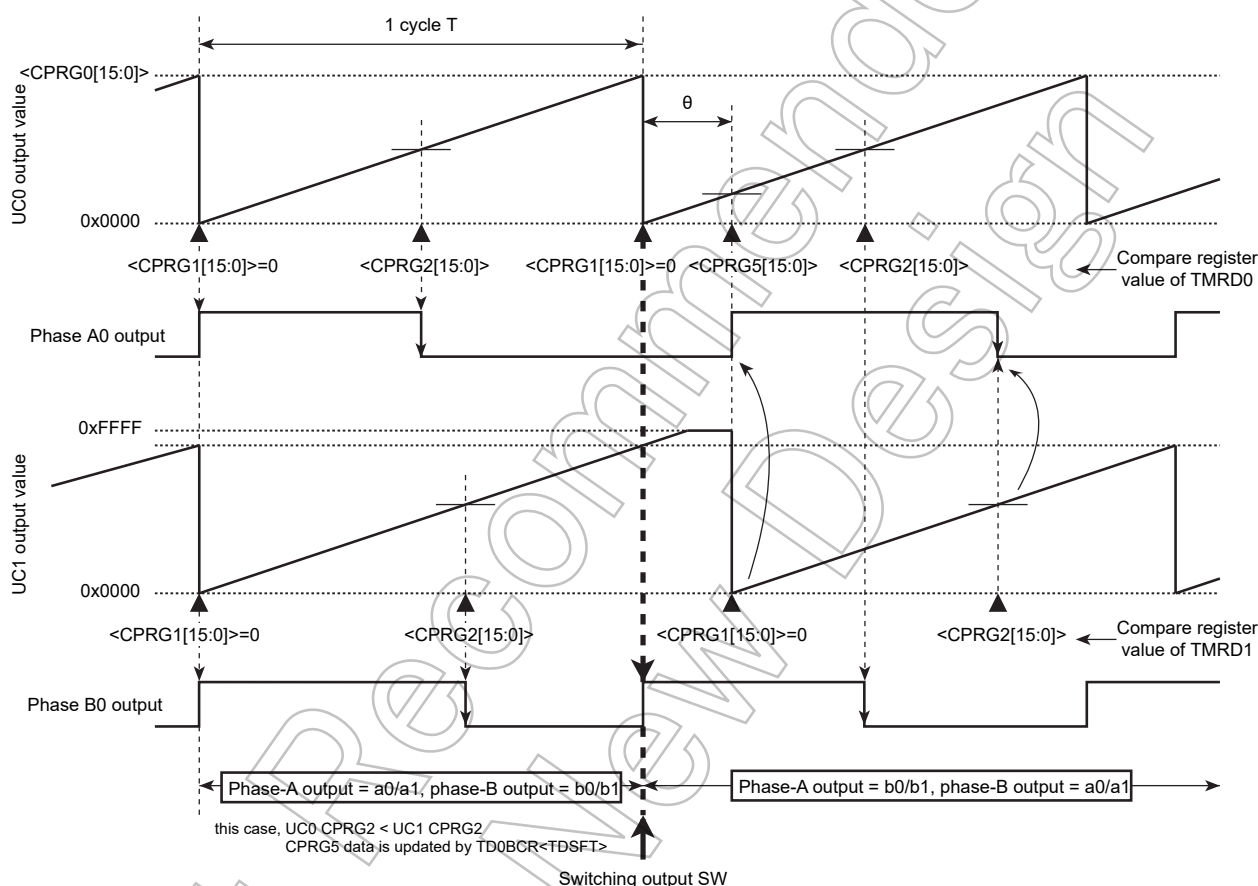 1 cycle T
<CPRG0[15:0]>
UC0 output value
θ
0x0000
<CPRG1[15:0]>=0
<CPRG2[15:0]>
<CPRG1[15:0]>=0
<CPRG5[15:0]>
<CPRG2[15:0]>
Compare register
value of TMRD0
Phase A0 output
0xFFFF
UC1 output value
0x0000
<CPRG1[15:0]>=0
<CPRG2[15:0]>
<CPRG1[15:0]>=0
<CPRG2[15:0]>
Compare register
value of TMRD1
Phase B0 output
Phase-A output = a0/a1, phase-B output = b0/b1
Phase-A output = b0/b1, phase-B output = a0/a1
this case, UC0 CPRG2 < UC1 CPRG2
CPRG5 data is updated by TD0BCR<TDSFT>
Switching output SW
Recommende
New Design